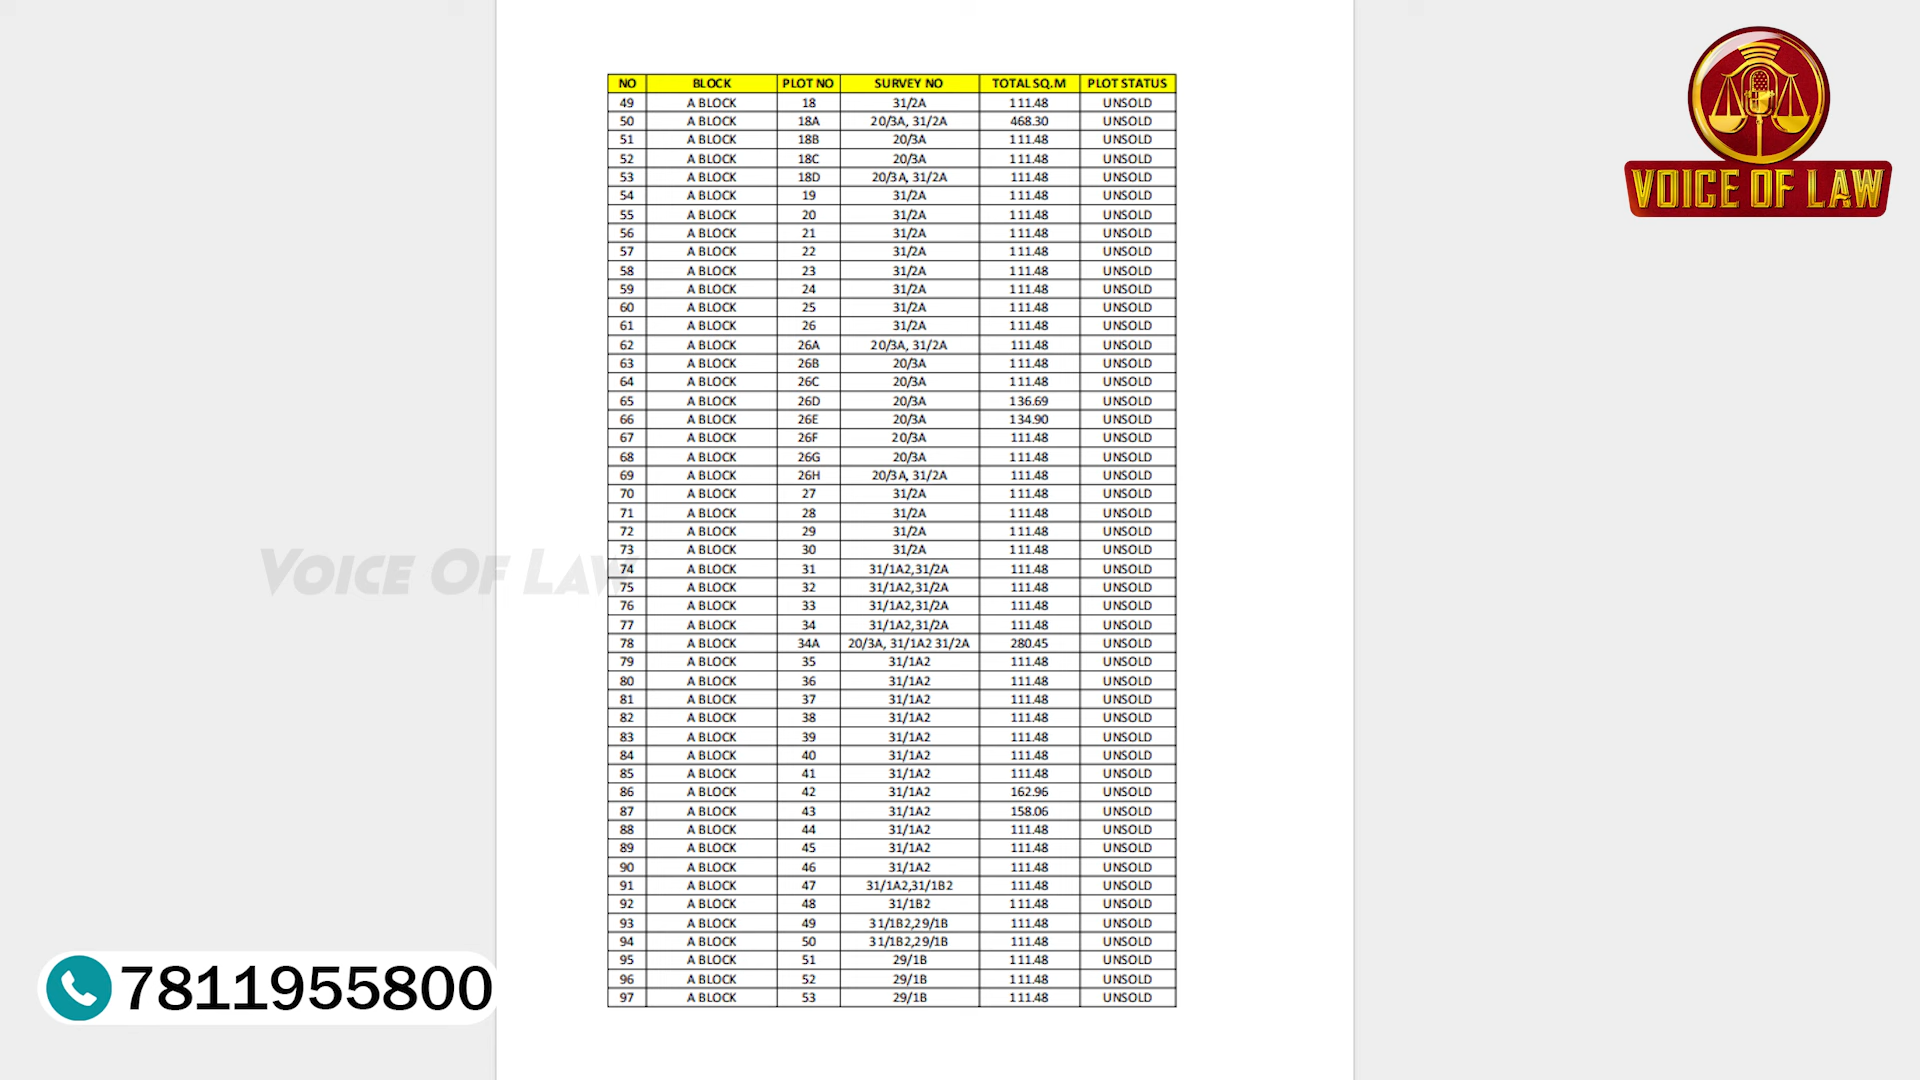 NO BLOCK PLOT NO SURVEY NO TOTAL SQ.M PLOT STATUS
49 A BLOCK 18 31/2A 111.48 UNSOLD
50 A BLOCK 18A 20/3A, 31/2A 468.30 UNSOLD
51 A BLOCK 18B 20/3A 111.48 UNSOLD
52 A BLOCK 18C 20/3A 111.48 UNSOLD
53 A BLOCK 18D 20/3A, 31/2A 111.48 UNSOLD
54 A BLOCK 19 31/2A 111.48 UNSOLD
55 A BLOCK 20 31/2A 111.48 UNSOLD
56 A BLOCK 21 31/2A 111.48 UNSOLD
57 A BLOCK 22 31/2A 111.48 UNSOLD
58 A BLOCK 23 31/2A 111.48 UNSOLD
59 A BLOCK 24 31/2A 111.48 UNSOLD
60 A BLOCK 25 31/2A 111.48 UNSOLD
61 A BLOCK 26 31/2A 111.48 UNSOLD
62 A BLOCK 26A 20/3A, 31/2A 111.48 UNSOLD
63 A BLOCK 26B 20/3A 111.48 UNSOLD
64 A BLOCK 26C 20/3A 111.48 UNSOLD
65 A BLOCK 26D 20/3A 136.69 UNSOLD
66 A BLOCK 26E 20/3A 134.90 UNSOLD
67 A BLOCK 26F 20/3A 111.48 UNSOLD
68 A BLOCK 26G 20/3A 111.48 UNSOLD
69 A BLOCK 26H 20/3A, 31/2A 111.48 UNSOLD
70 A BLOCK 27 31/2A 111.48 UNSOLD
71 A BLOCK 28 31/2A 111.48 UNSOLD
72 A BLOCK 29 31/2A 111.48 UNSOLD
73 A BLOCK 30 31/2A 111.48 UNSOLD
74 A BLOCK 31 31/1A2,31/2A 111.48 UNSOLD
75 A BLOCK 32 31/1A2,31/2A 111.48 UNSOLD
76 A BLOCK 33 31/1A2,31/2A 111.48 UNSOLD
77 A BLOCK 34 31/1A2,31/2A 111.48 UNSOLD
78 A BLOCK 34A 20/3A, 31/1A2 31/2A 280.45 UNSOLD
79 A BLOCK 35 31/1A2 111.48 UNSOLD
80 A BLOCK 36 31/1A2 111.48 UNSOLD
81 A BLOCK 37 31/1A2 111.48 UNSOLD
82 A BLOCK 38 31/1A2 111.48 UNSOLD
83 A BLOCK 39 31/1A2 111.48 UNSOLD
84 A BLOCK 40 31/1A2 111.48 UNSOLD
85 A BLOCK 41 31/1A2 111.48 UNSOLD
86 A BLOCK 42 31/1A2 162.96 UNSOLD
87 A BLOCK 43 31/1A2 158.06 UNSOLD
88 A BLOCK 44 31/1A2 111.48 UNSOLD
89 A BLOCK 45 31/1A2 111.48 UNSOLD
90 A BLOCK 46 31/1A2 111.48 UNSOLD
91 A BLOCK 47 31/1A2,31/1B2 111.48 UNSOLD
92 A BLOCK 48 31/1B2 111.48 UNSOLD
93 A BLOCK 49 31/1B2,29/1B 111.48 UNSOLD
94 A BLOCK 50 31/1B2,29/1B 111.48 UNSOLD
95 A BLOCK 51 29/1B 111.48 UNSOLD
96 A BLOCK 52 29/1B 111.48 UNSOLD
97 A BLOCK 53 29/1B 111.48 UNSOLD
VOICE OF LAW
VOICE OF LAW
7811955800